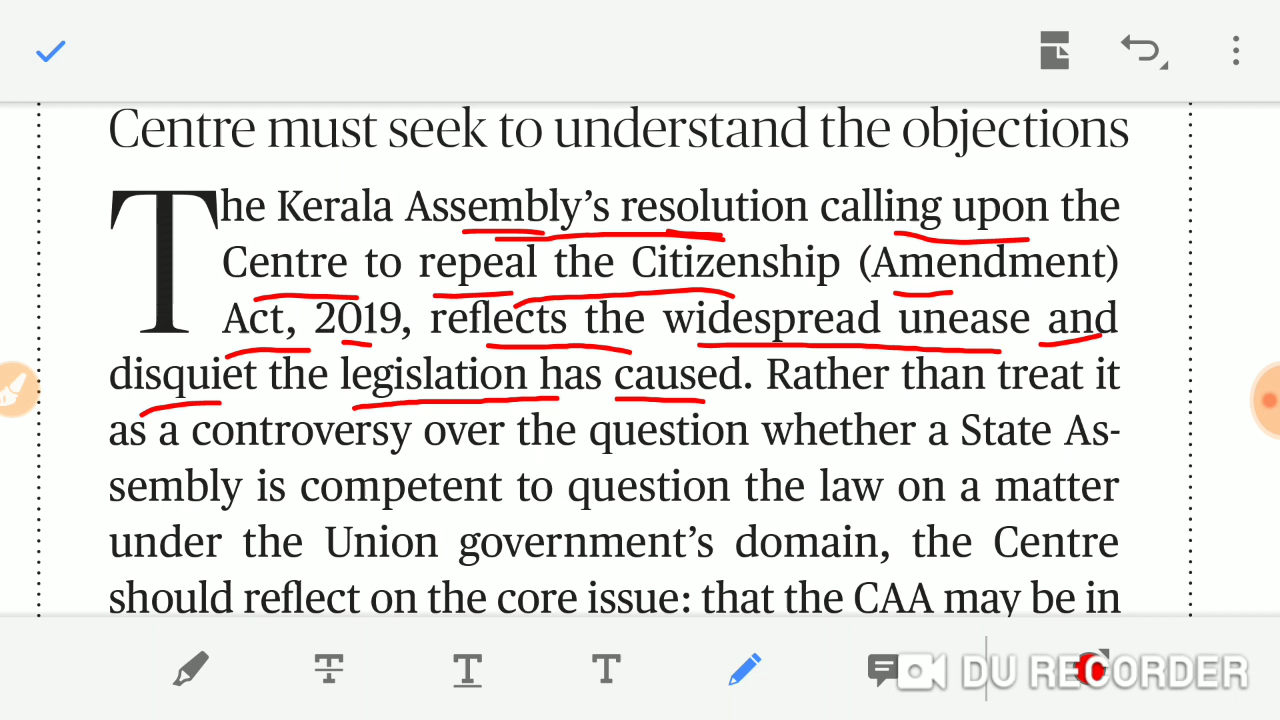 Centre must seek to understand the objections
The Kerala Assembly’s resolution calling upon the
Centre to repeal the Citizenship (Amendment)
Act, 2019, reflects the widespread unease and
disquiet the legislation has caused. Rather than treat it
as a controversy over the question whether a State As-
sembly is competent to question the law on a matter
under the Union government’s domain, the Centre
should reflect on the core issue: that the CAA may be in
T T T
DU RECORDER